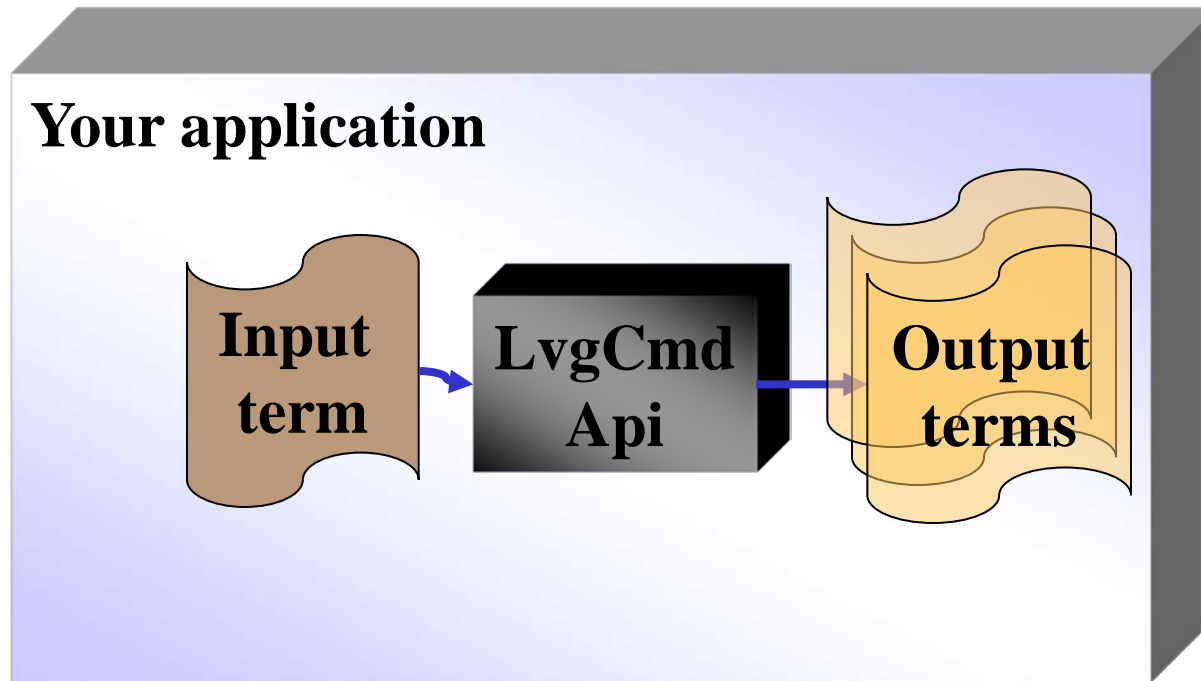 Your application
Input
term
LvgCmd
Api
Output
terms